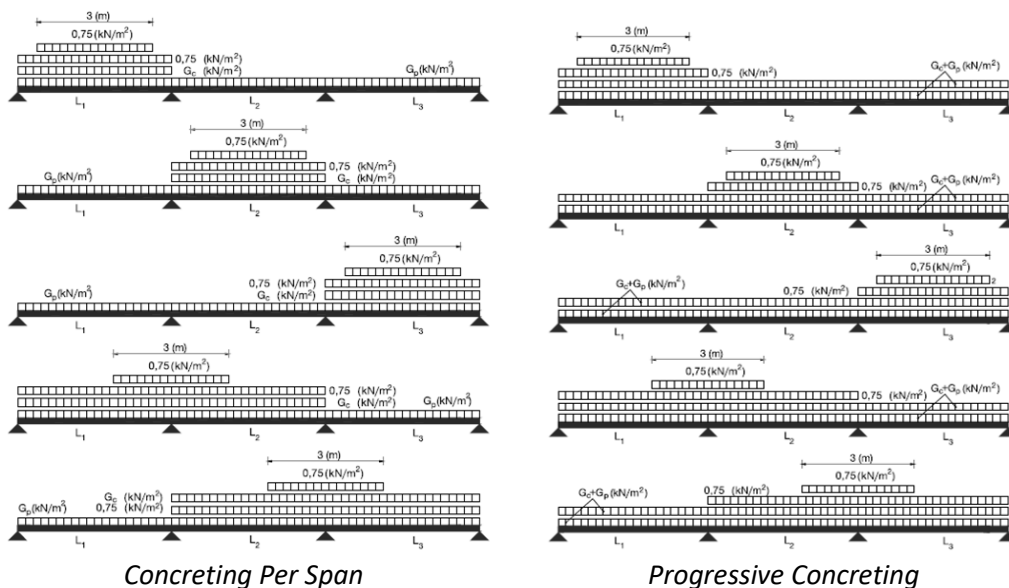 3 (m)
0,75 (kN/m²)
0,75 (kN/m²)
G_c (kN/m²)
G_p (kN/m²)
L₁ L₂ L₃
3 (m)
0,75 (kN/m²)
0,75 (kN/m²)
G_p (kN/m²) G_c (kN/m²)
L₁ L₂ L₃
3 (m)
0,75 (kN/m²)
0,75 (kN/m²)
G_p (kN/m²) G_c (kN/m²)
L₁ L₂ L₃
3 (m)
0,75 (kN/m²)
0,75 (kN/m²)
G_c (kN/m²) G_p (kN/m²)
L₁ L₂ L₃
3 (m)
0,75 (kN/m²)
G_c (kN/m²)
G_p (kN/m²) 0,75 (kN/m²)
L₁ L₂ L₃
Concreting Per Span
3 (m)
0,75 (kN/m²)
0,75 (kN/m²) G_c+G_p (kN/m²)
L₁ L₂ L₃
3 (m)
0,75 (kN/m²)
0,75 (kN/m²) G_c+G_p (kN/m²)
L₁ L₂ L₃
3 (m)
0,75 (kN/m²)
2
G_c+G_p (kN/m²) 0,75 (kN/m²)
L₁ L₂ L₃
3 (m)
0,75 (kN/m²)
0,75 (kN/m²) G_c+G_p (kN/m²)
L₁ L₂ L₃
3 (m)
0,75 (kN/m²)
G_c+G_p (kN/m²) 0,75 (kN/m²)
L₁ L₂ L₃
Progressive Concreting